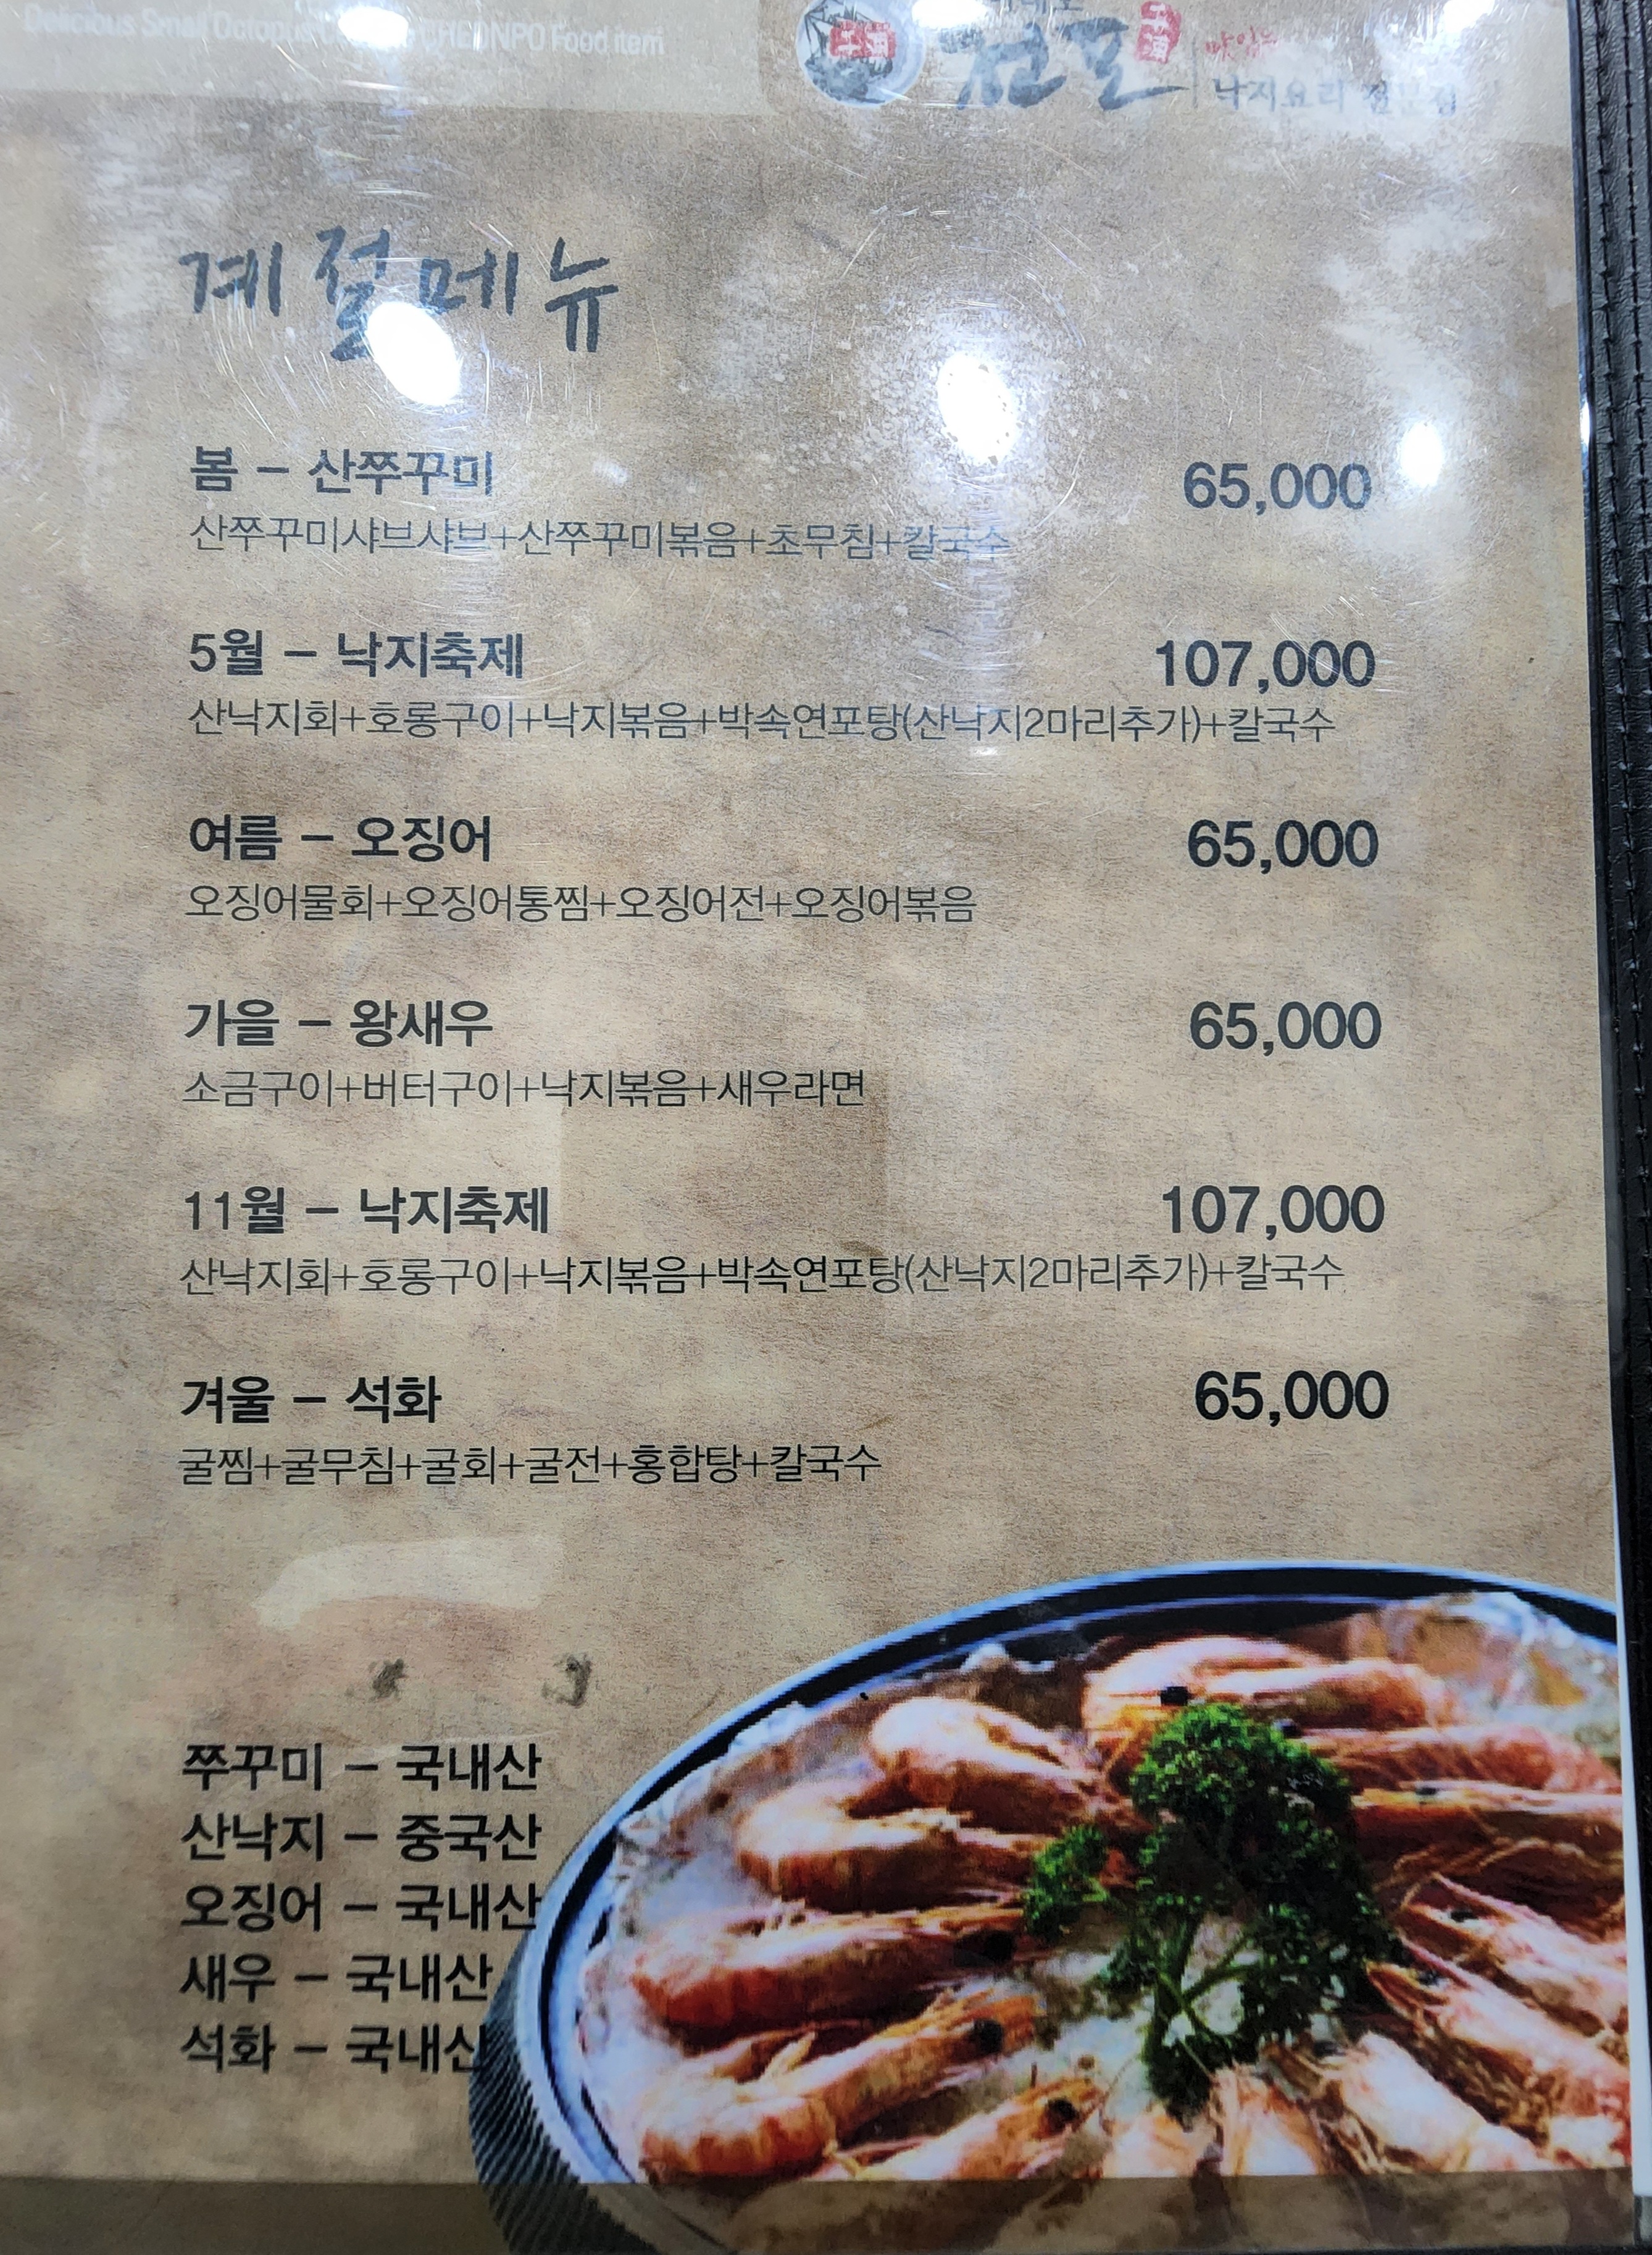 Delicious Small Octopus CHEONPO Food item
천포
맛있는
낙지요리 전문점
계절메뉴
봄 - 산쭈꾸미 65,000
산쭈꾸미샤브샤브+산쭈꾸미볶음+초무침+칼국수
5월 - 낙지축제 107,000
산낙지회+호롱구이+낙지볶음+박속연포탕(산낙지2마리추가)+칼국수
여름 - 오징어 65,000
오징어물회+오징어통찜+오징어전+오징어볶음
가을 - 왕새우 65,000
소금구이+버터구이+낙지볶음+새우라면
11월 - 낙지축제 107,000
산낙지회+호롱구이+낙지볶음+박속연포탕(산낙지2마리추가)+칼국수
겨울 - 석화 65,000
굴찜+굴무침+굴회+굴전+홍합탕+칼국수
쭈꾸미 - 국내산
산낙지 - 중국산
오징어 - 국내산
새우 - 국내산
석화 - 국내산